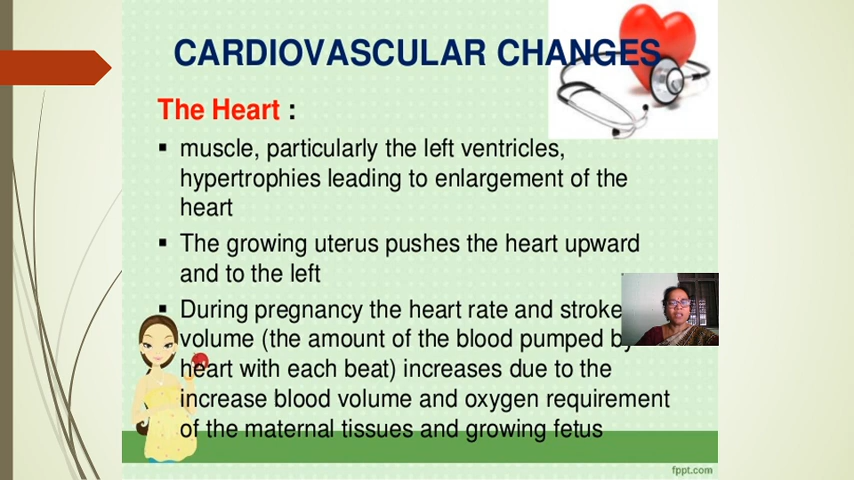 CARDIOVASCULAR CHANGES
The Heart :
▪ muscle, particularly the left ventricles,
hypertrophies leading to enlargement of the
heart
▪ The growing uterus pushes the heart upward
and to the left
▪ During pregnancy the heart rate and stroke
volume (the amount of the blood pumped by
heart with each beat) increases due to the
increase blood volume and oxygen requirement
of the maternal tissues and growing fetus
fppt.com